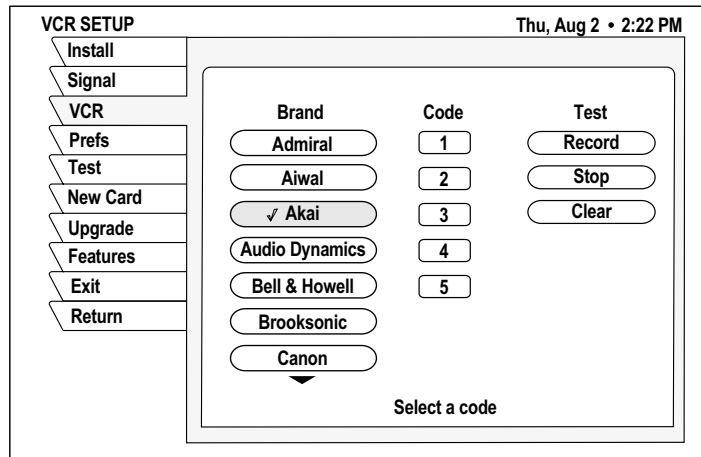 VCR SETUP
Thu, Aug 2 • 2:22 PM
Install
Signal
VCR
Prefs
Test
New Card
Upgrade
Features
Exit
Return
Brand
Admiral
Aiwal
✓ Akai
Audio Dynamics
Bell & Howell
Brooksonic
Canon
Code
1
2
3
4
5
Test
Record
Stop
Clear
Select a code